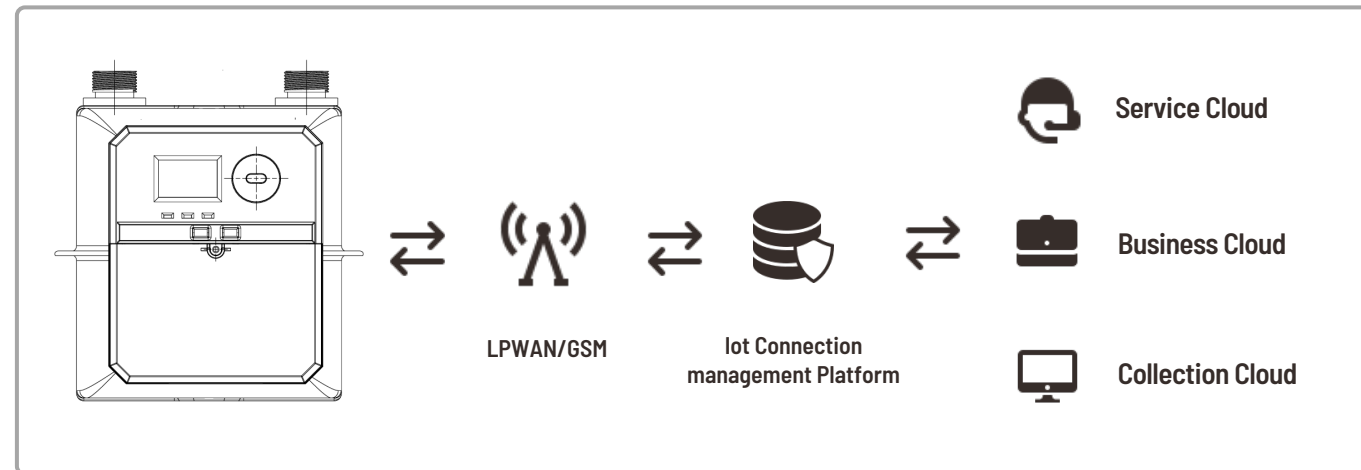 Service Cloud
Business Cloud
LPWAN/GSM
Iot Connection
management Platform
Collection Cloud